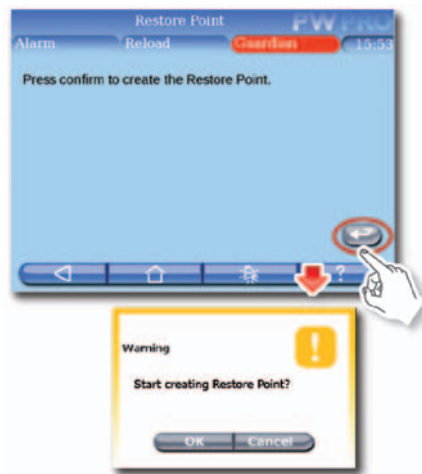 Restore Point
PW PRO
Alarm Reload Guardian 15:53
Press confirm to create the Restore Point.
?
Warning
!
Start creating Restore Point?
OK Cancel